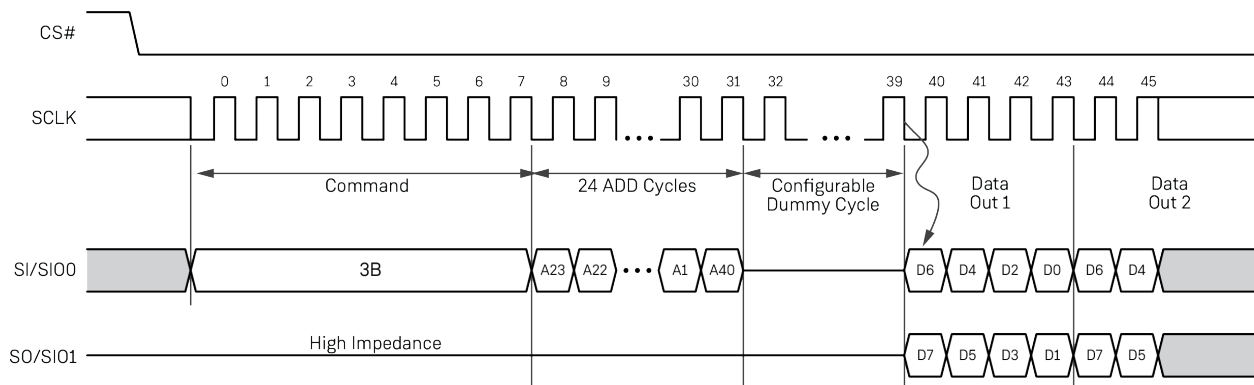 CS#
0 1 2 3 4 5 6 7 8 9 30 31 32 39 40 41 42 43 44 45
SCLK
Command
24 ADD Cycles
Configurable
Dummy Cycle
Data
Out 1
Data
Out 2
SI/SIO0 3B A23 A22 ••• A1 A40 D6 D4 D2 D0 D6 D4
High Impedance
SO/SIO1 D7 D5 D3 D1 D7 D5